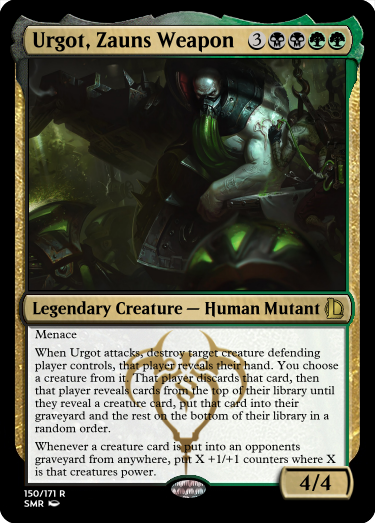 Urgot, Zauns Weapon 3
Legendary Creature — Human Mutant
Menace
When Urgot attacks, destroy target creature defending
player controls, that player reveals their hand. You choose
a creature from it. That player discards that card, then
that player reveals cards from the top of their library until
they reveal a creature card, put that card into their
graveyard and the rest on the bottom of their library in a
random order.
Whenever a creature card is put into an opponents
graveyard from anywhere, put X +1/+1 counters where X
is that creatures power.
4/4
150/171 R
SMR